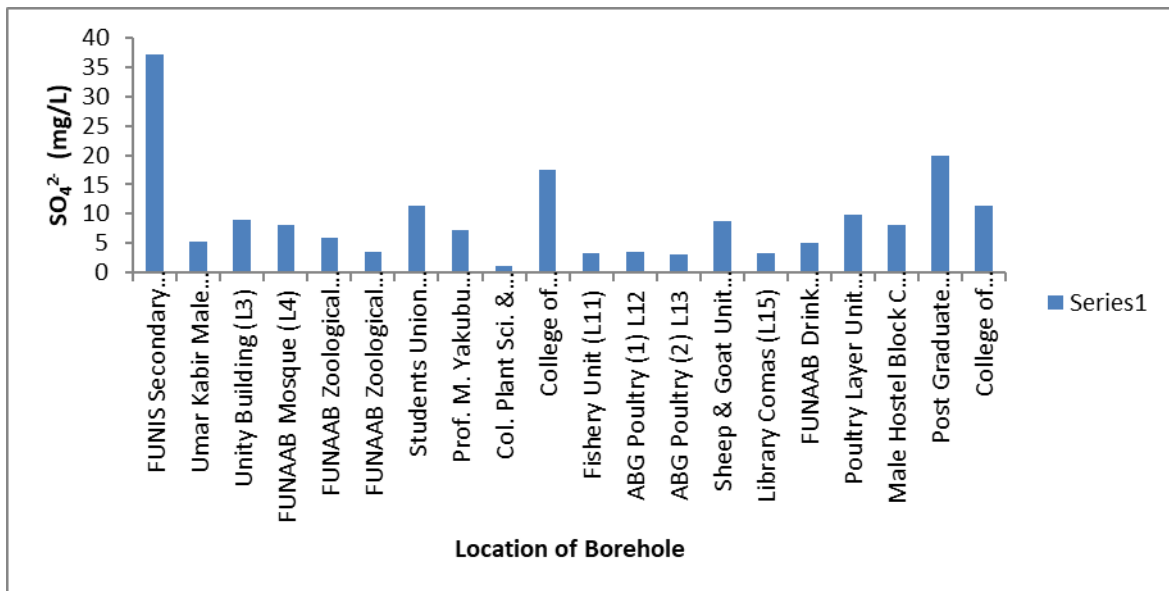 40
35
30
25
20
15
10
5
0
SO₄²⁻ (mg/L)
FUNIS Secondary...
Umar Kabir Male...
Unity Building (L3)
FUNAAB Mosque (L4)
FUNAAB Zoological...
FUNAAB Zoological...
Students Union...
Prof. M. Yakubu...
Col. Plant Sci. &...
College of...
Fishery Unit (L11)
ABG Poultry (1) L12
ABG Poultry (2) L13
Sheep & Goat Unit...
Library Comas (L15)
FUNAAB Drink...
Poultry Layer Unit...
Male Hostel Block C...
Post Graduate...
College of...
Location of Borehole
Series1